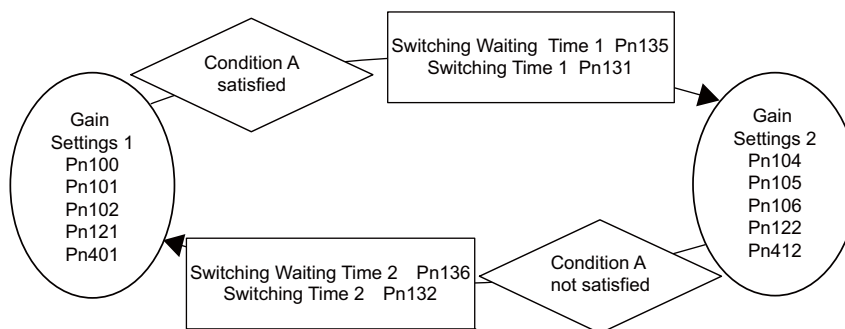 Condition A
satisfied
Switching Waiting Time 1 Pn135
Switching Time 1 Pn131
Gain
Settings 1
Pn100
Pn101
Pn102
Pn121
Pn401
Gain
Settings 2
Pn104
Pn105
Pn106
Pn122
Pn412
Switching Waiting Time 2 Pn136
Switching Time 2 Pn132
Condition A
not satisfied